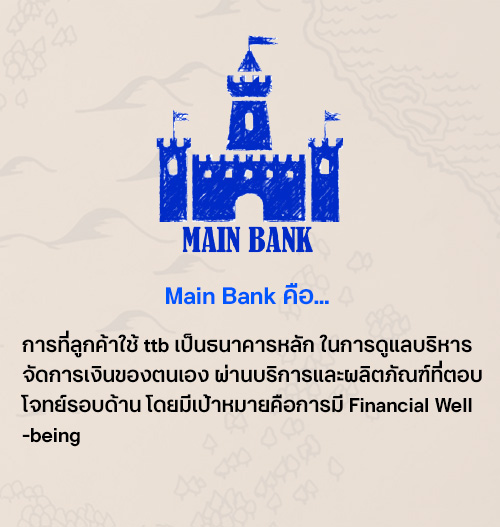 MAIN BANK
Main Bank คือ...
การที่ลูกค้าใช้ ttb เป็นธนาคารหลัก ในการดูแลบริหาร
จัดการเงินของตนเอง ผ่านบริการและผลิตภัณฑ์ที่ตอบ
โจทย์รอบด้าน โดยมีเป้าหมายคือการมี Financial Well
-being